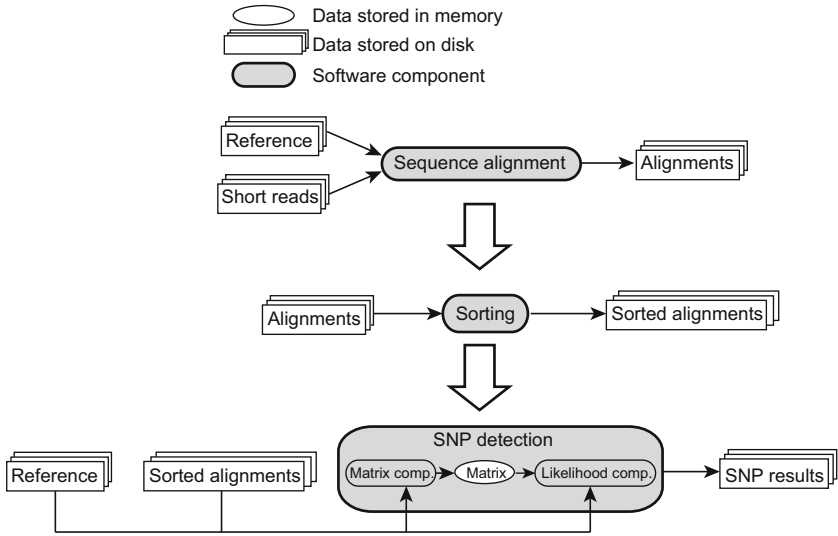 Data stored in memory
Data stored on disk
Software component
Reference
Short reads
Sequence alignment
Alignments
Alignments
Sorting
Sorted alignments
SNP detection
Reference
Sorted alignments
Matrix comp.
Matrix
Likelihood comp.
SNP results